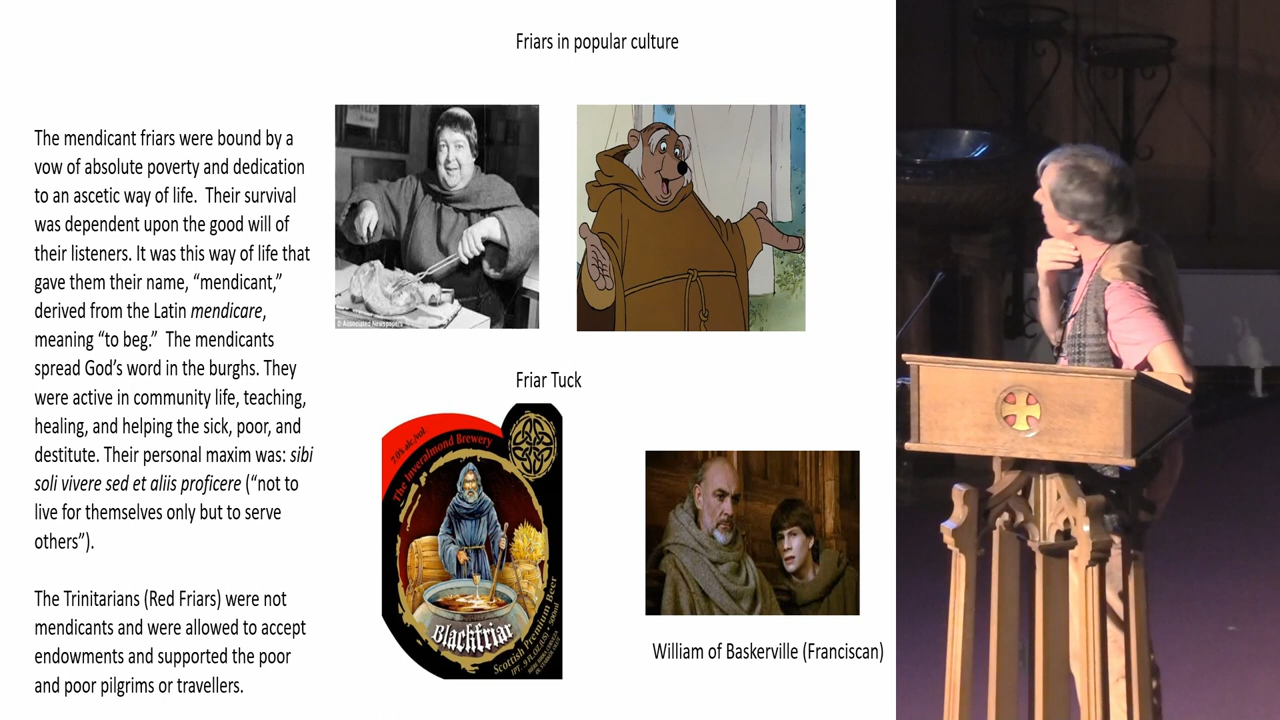 Friars in popular culture
The mendicant friars were bound by a
vow of absolute poverty and dedication
to an ascetic way of life.  Their survival
was dependent upon the good will of
their listeners. It was this way of life that
gave them their name, “mendicant,”
derived from the Latin mendicare,
meaning “to beg.”  The mendicants
spread God’s word in the burghs. They
were active in community life, teaching,
healing, and helping the sick, poor, and
destitute. Their personal maxim was: sibi
soli vivere sed et aliis proficere (“not to
live for themselves only but to serve
others”).
The Trinitarians (Red Friars) were not
mendicants and were allowed to accept
endowments and supported the poor
and poor pilgrims or travellers.
© Associated Newspapers
Friar Tuck
7.0% alc/vol
The Inveralmond Brewery
Blackfriar
Scottish Premium Beer
William of Baskerville (Franciscan)